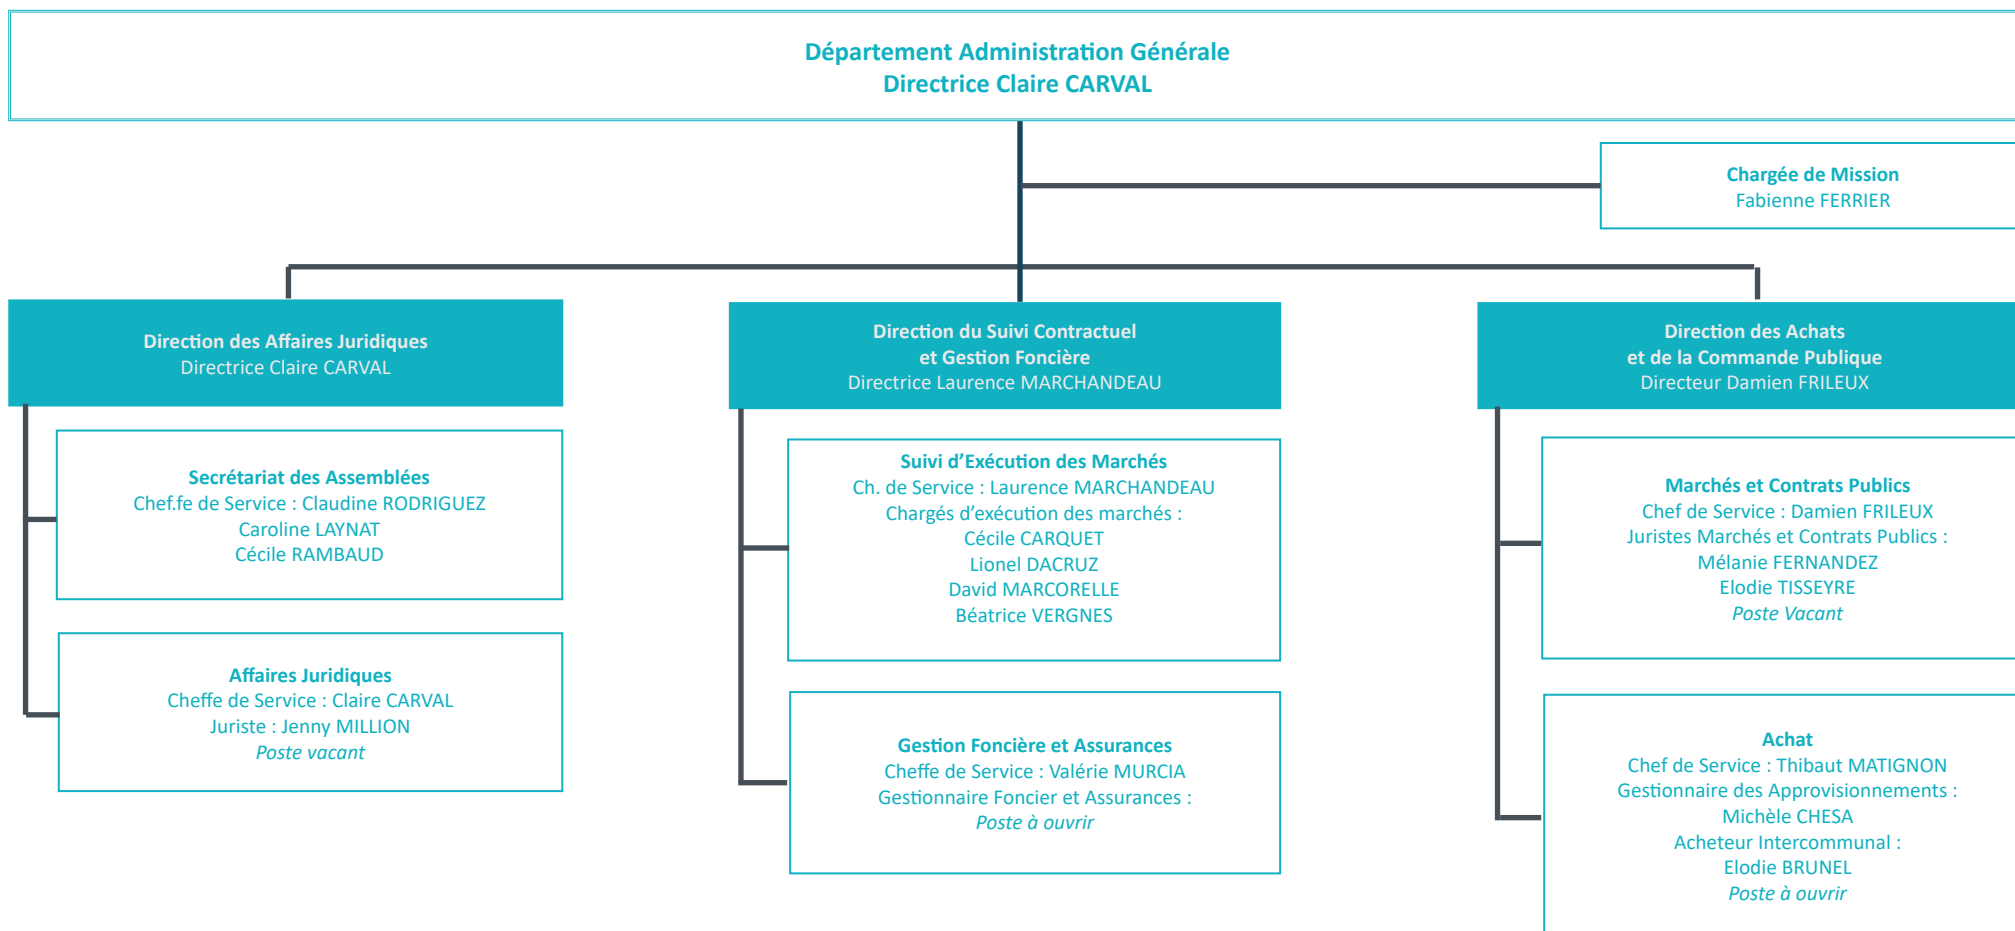 Département Administration Générale
Directrice Claire CARVAL
Chargée de Mission
Fabienne FERRIER
Direction des Affaires Juridiques
Directrice Claire CARVAL
Secrétariat des Assemblées
Chef.fe de Service : Claudine RODRIGUEZ
Caroline LAYNAT
Cécile RAMBAUD
Affaires Juridiques
Cheffe de Service : Claire CARVAL
Juriste : Jenny MILLION
Poste vacant
Direction du Suivi Contractuel
et Gestion Foncière
Directrice Laurence MARCHANDEAU
Suivi d’Exécution des Marchés
Ch. de Service : Laurence MARCHANDEAU
Chargés d’exécution des marchés :
Cécile CARQUET
Lionel DACRUZ
David MARCORELLE
Béatrice VERGNES
Gestion Foncière et Assurances
Cheffe de Service : Valérie MURCIA
Gestionnaire Foncier et Assurances :
Poste à ouvrir
Direction des Achats
et de la Commande Publique
Directeur Damien FRILEUX
Marchés et Contrats Publics
Chef de Service : Damien FRILEUX
Juristes Marchés et Contrats Publics :
Mélanie FERNANDEZ
Elodie TISSEYRE
Poste Vacant
Achat
Chef de Service : Thibaut MATIGNON
Gestionnaire des Approvisionnements :
Michèle CHESA
Acheteur Intercommunal :
Elodie BRUNEL
Poste à ouvrir